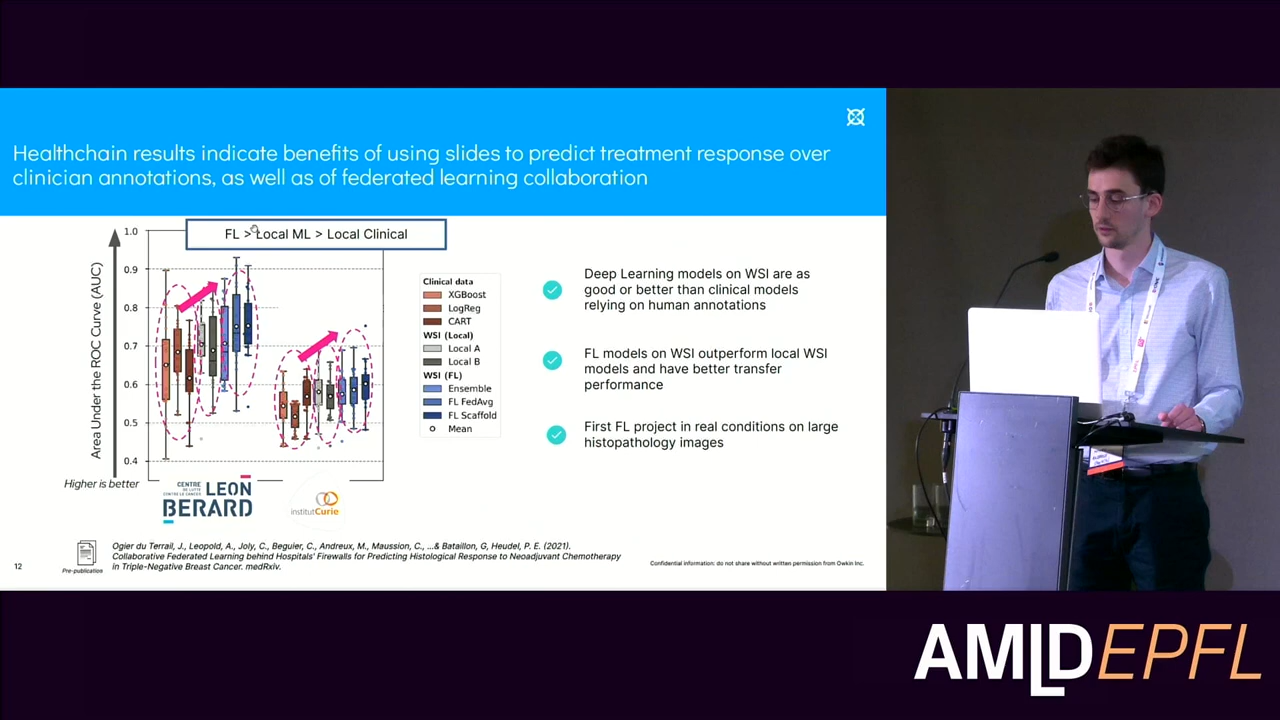 Healthchain results indicate benefits of using slides to predict treatment response over
clinician annotations, as well as of federated learning collaboration
FL > Local ML > Local Clinical
Area Under the ROC Curve (AUC)
1.0
0.9
0.8
0.7
0.6
0.5
0.4
Higher is better
Clinical data
XGBoost
LogReg
CART
WSI (Local)
Local A
Local B
WSI (FL)
Ensemble
FL FedAvg
FL Scaffold
Mean
CENTRE
DE LUTTE
CONTRE LE CANCER
LEON
BERARD
institutCurie
Deep Learning models on WSI are as
good or better than clinical models
relying on human annotations
FL models on WSI outperform local WSI
models and have better transfer
performance
First FL project in real conditions on large
histopathology images
Pre-publication
Ogier du Terrail, J., Leopold, A., Joly, C., Beguier, C., Andreux, M., Maussion, C., ...& Bataillon, G, Heudel, P. E. (2021).
Collaborative Federated Learning behind Hospitals' Firewalls for Predicting Histological Response to Neoadjuvant Chemotherapy
in Triple-Negative Breast Cancer. medRxiv.
12
Confidential information: do not share without written permission from Owkin Inc.
AMLDEPFL